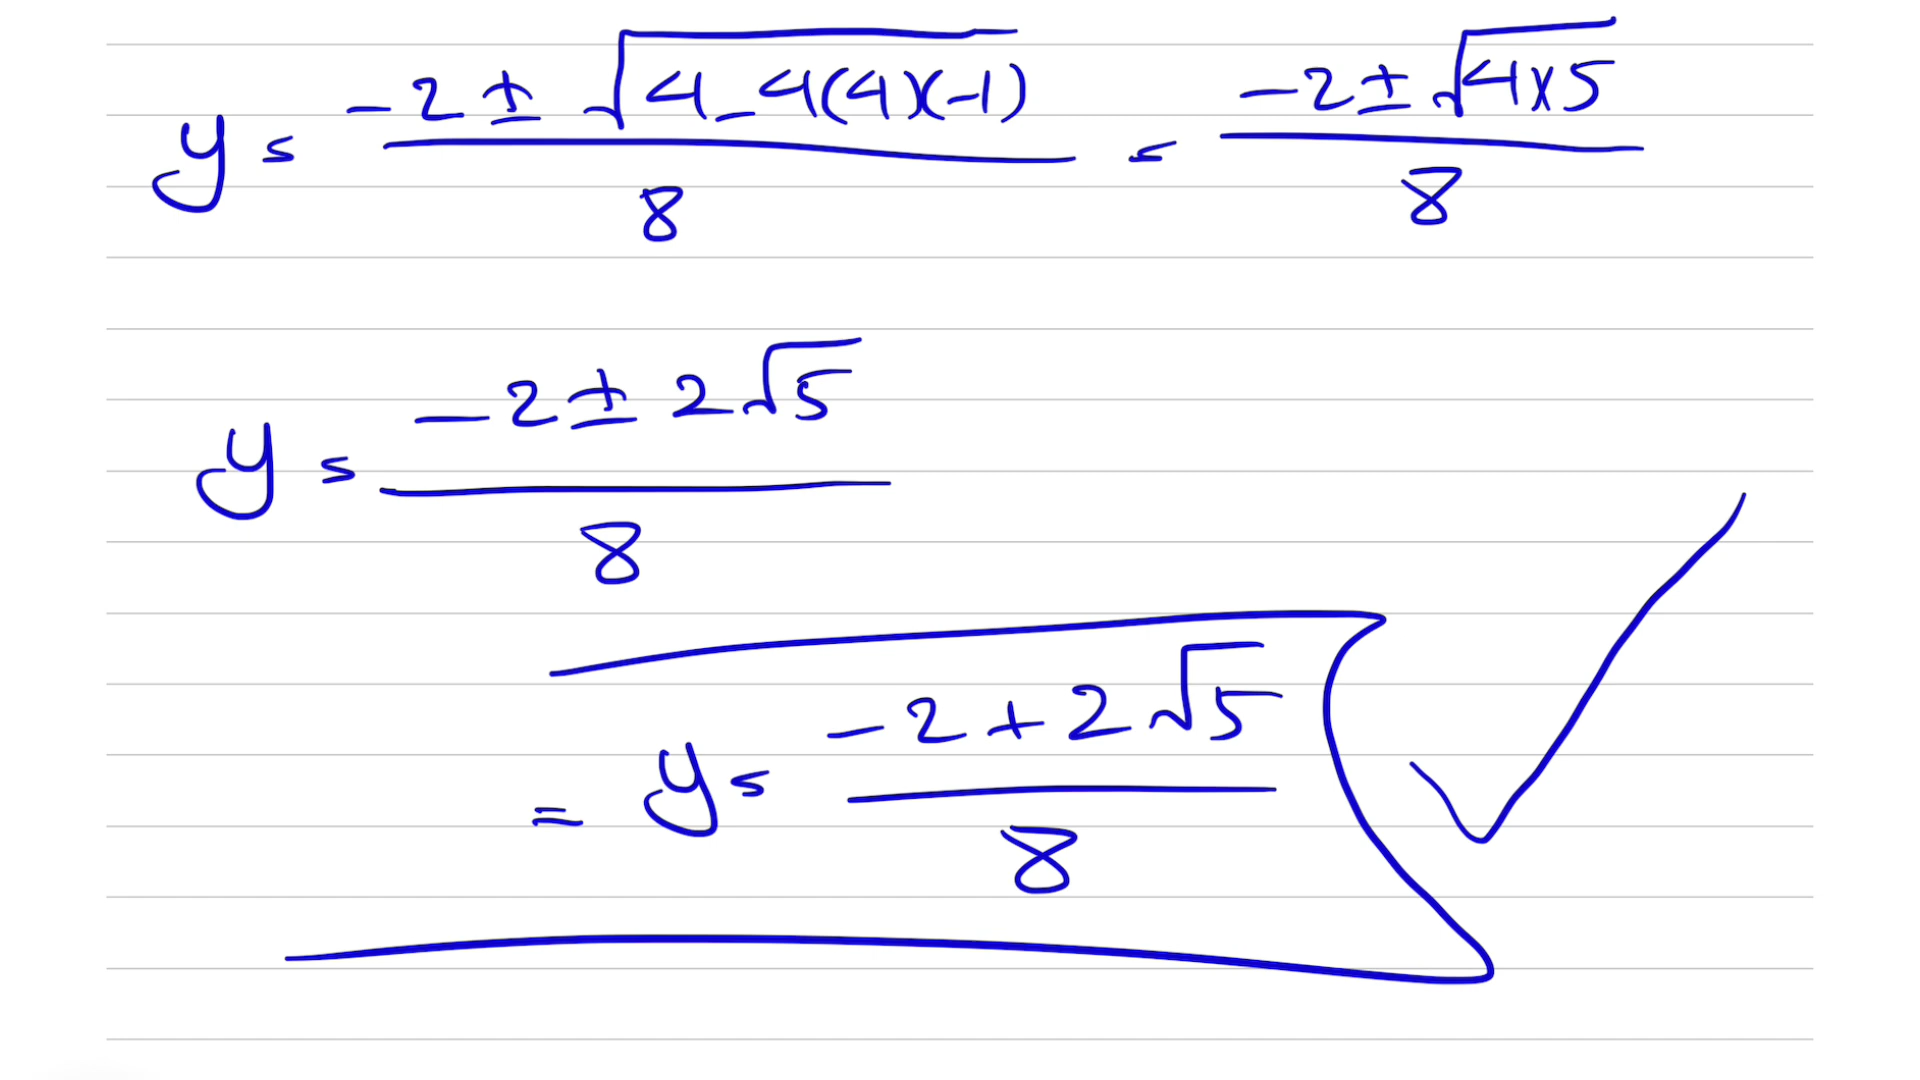 y = (-2 ± √(4 - 4(4)(-1))) / 8 = (-2 ± √(4×5)) / 8
y = (-2 ± 2√5) / 8
= y = (-2 + 2√5) / 8